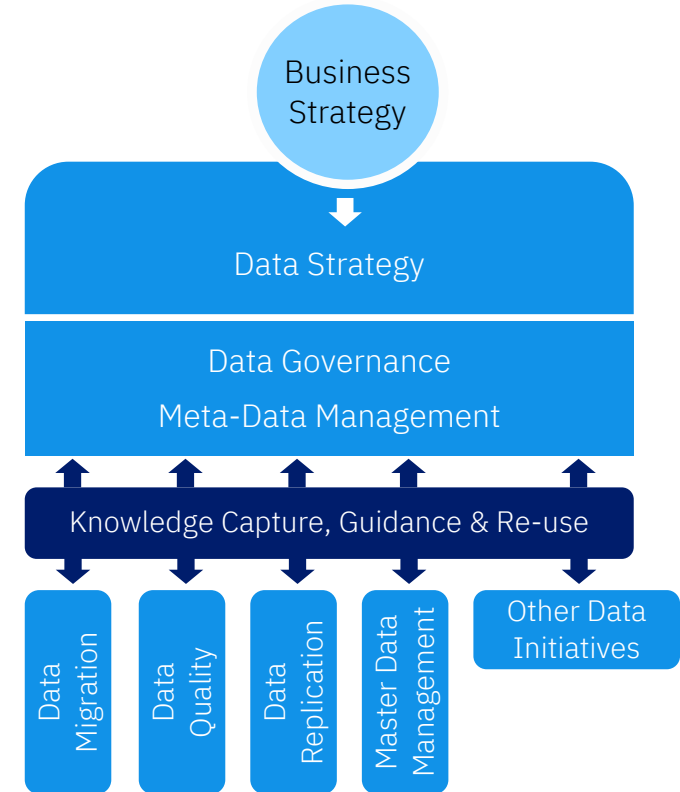 Business
Strategy
Data Strategy
Data Governance
Meta-Data Management
Knowledge Capture, Guidance & Re-use
Data
Migration
Data
Quality
Data
Replication
Master Data
Management
Other Data
Initiatives